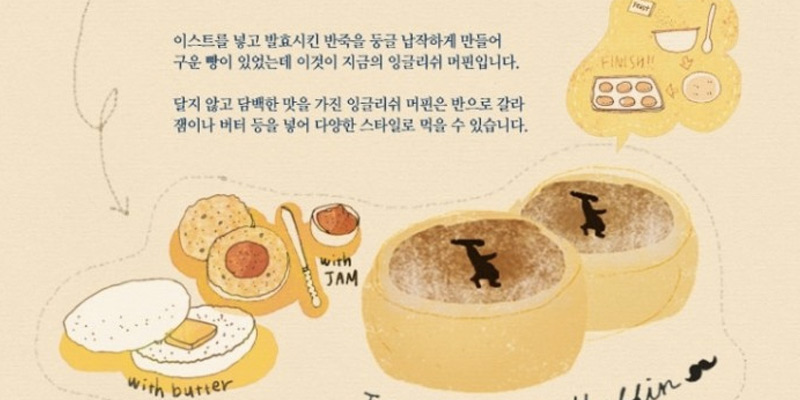 YEAST
이스트를 넣고 발효시킨 반죽을 둥글 납작하게 만들어
구운 빵이 있었는데 이것이 지금의 잉글리쉬 머핀입니다.
FINISH!!
달지 않고 담백한 맛을 가진 잉글리쉬 머핀은 반으로 갈라
잼이나 버터 등을 넣어 다양한 스타일로 먹을 수 있습니다.
with
JAM
with butter